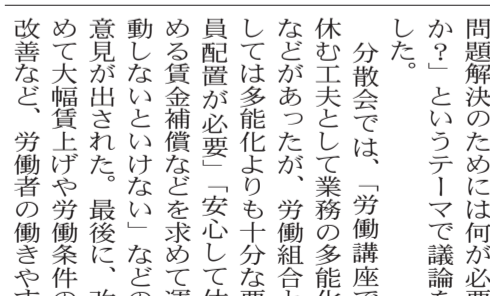 問題解決のためには何が必要
か？」というテーマで議論を
した。
分散会では、「労働講座で
休む工夫として業務の多能化
などがあったが、労働組合と
しては多能化よりも十分な要
員配置が必要」「安心して休
める賃金補償などを求めて運
動しないといけない」などの
意見が出された。最後に、改
めて大幅賃上げや労働条件の
改善など、労働者の働きやす